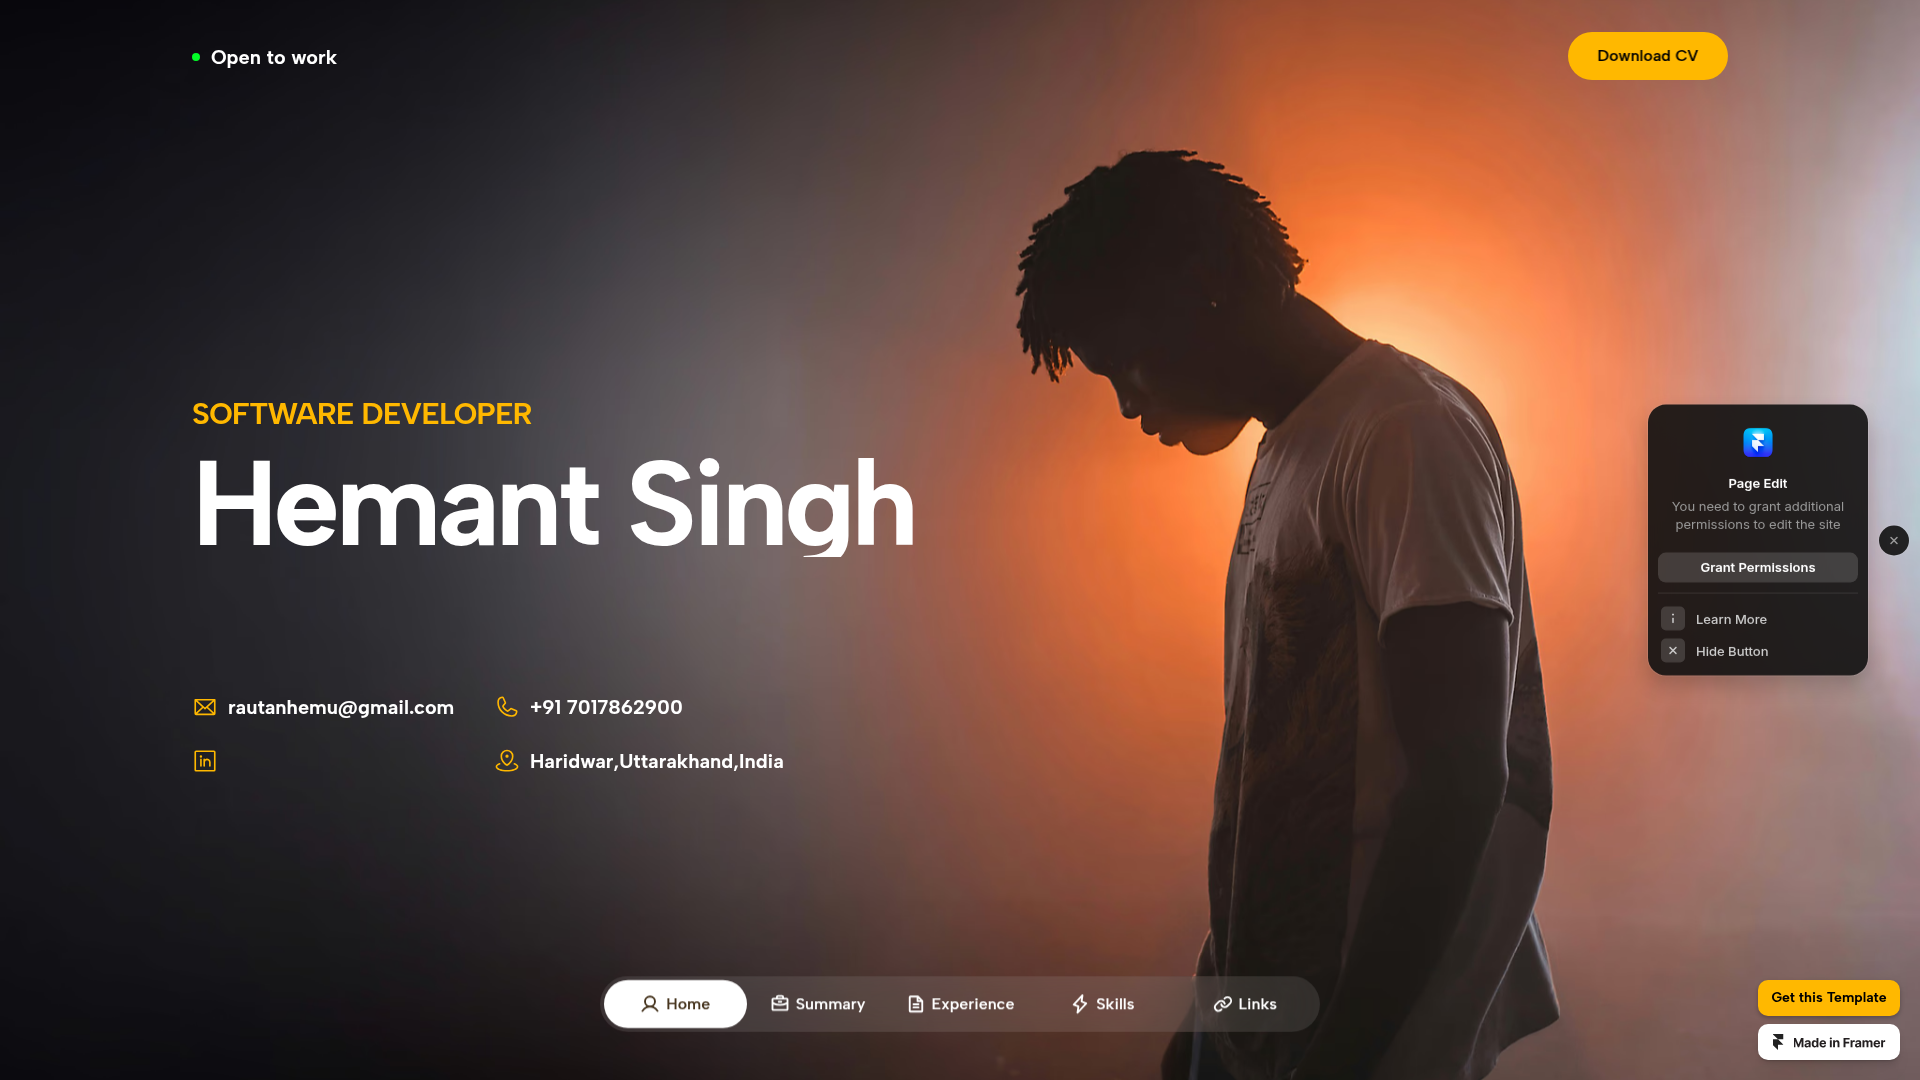 Open to work
Download CV
SOFTWARE DEVELOPER
Hemant Singh
rautanhemu@gmail.com
+91 7017862900
in
Haridwar,Uttarakhand,India
Page Edit
You need to grant additional
permissions to edit the site
Grant Permissions
Learn More
Hide Button
Home
Summary
Experience
Skills
Links
Get this Template
Made in Framer